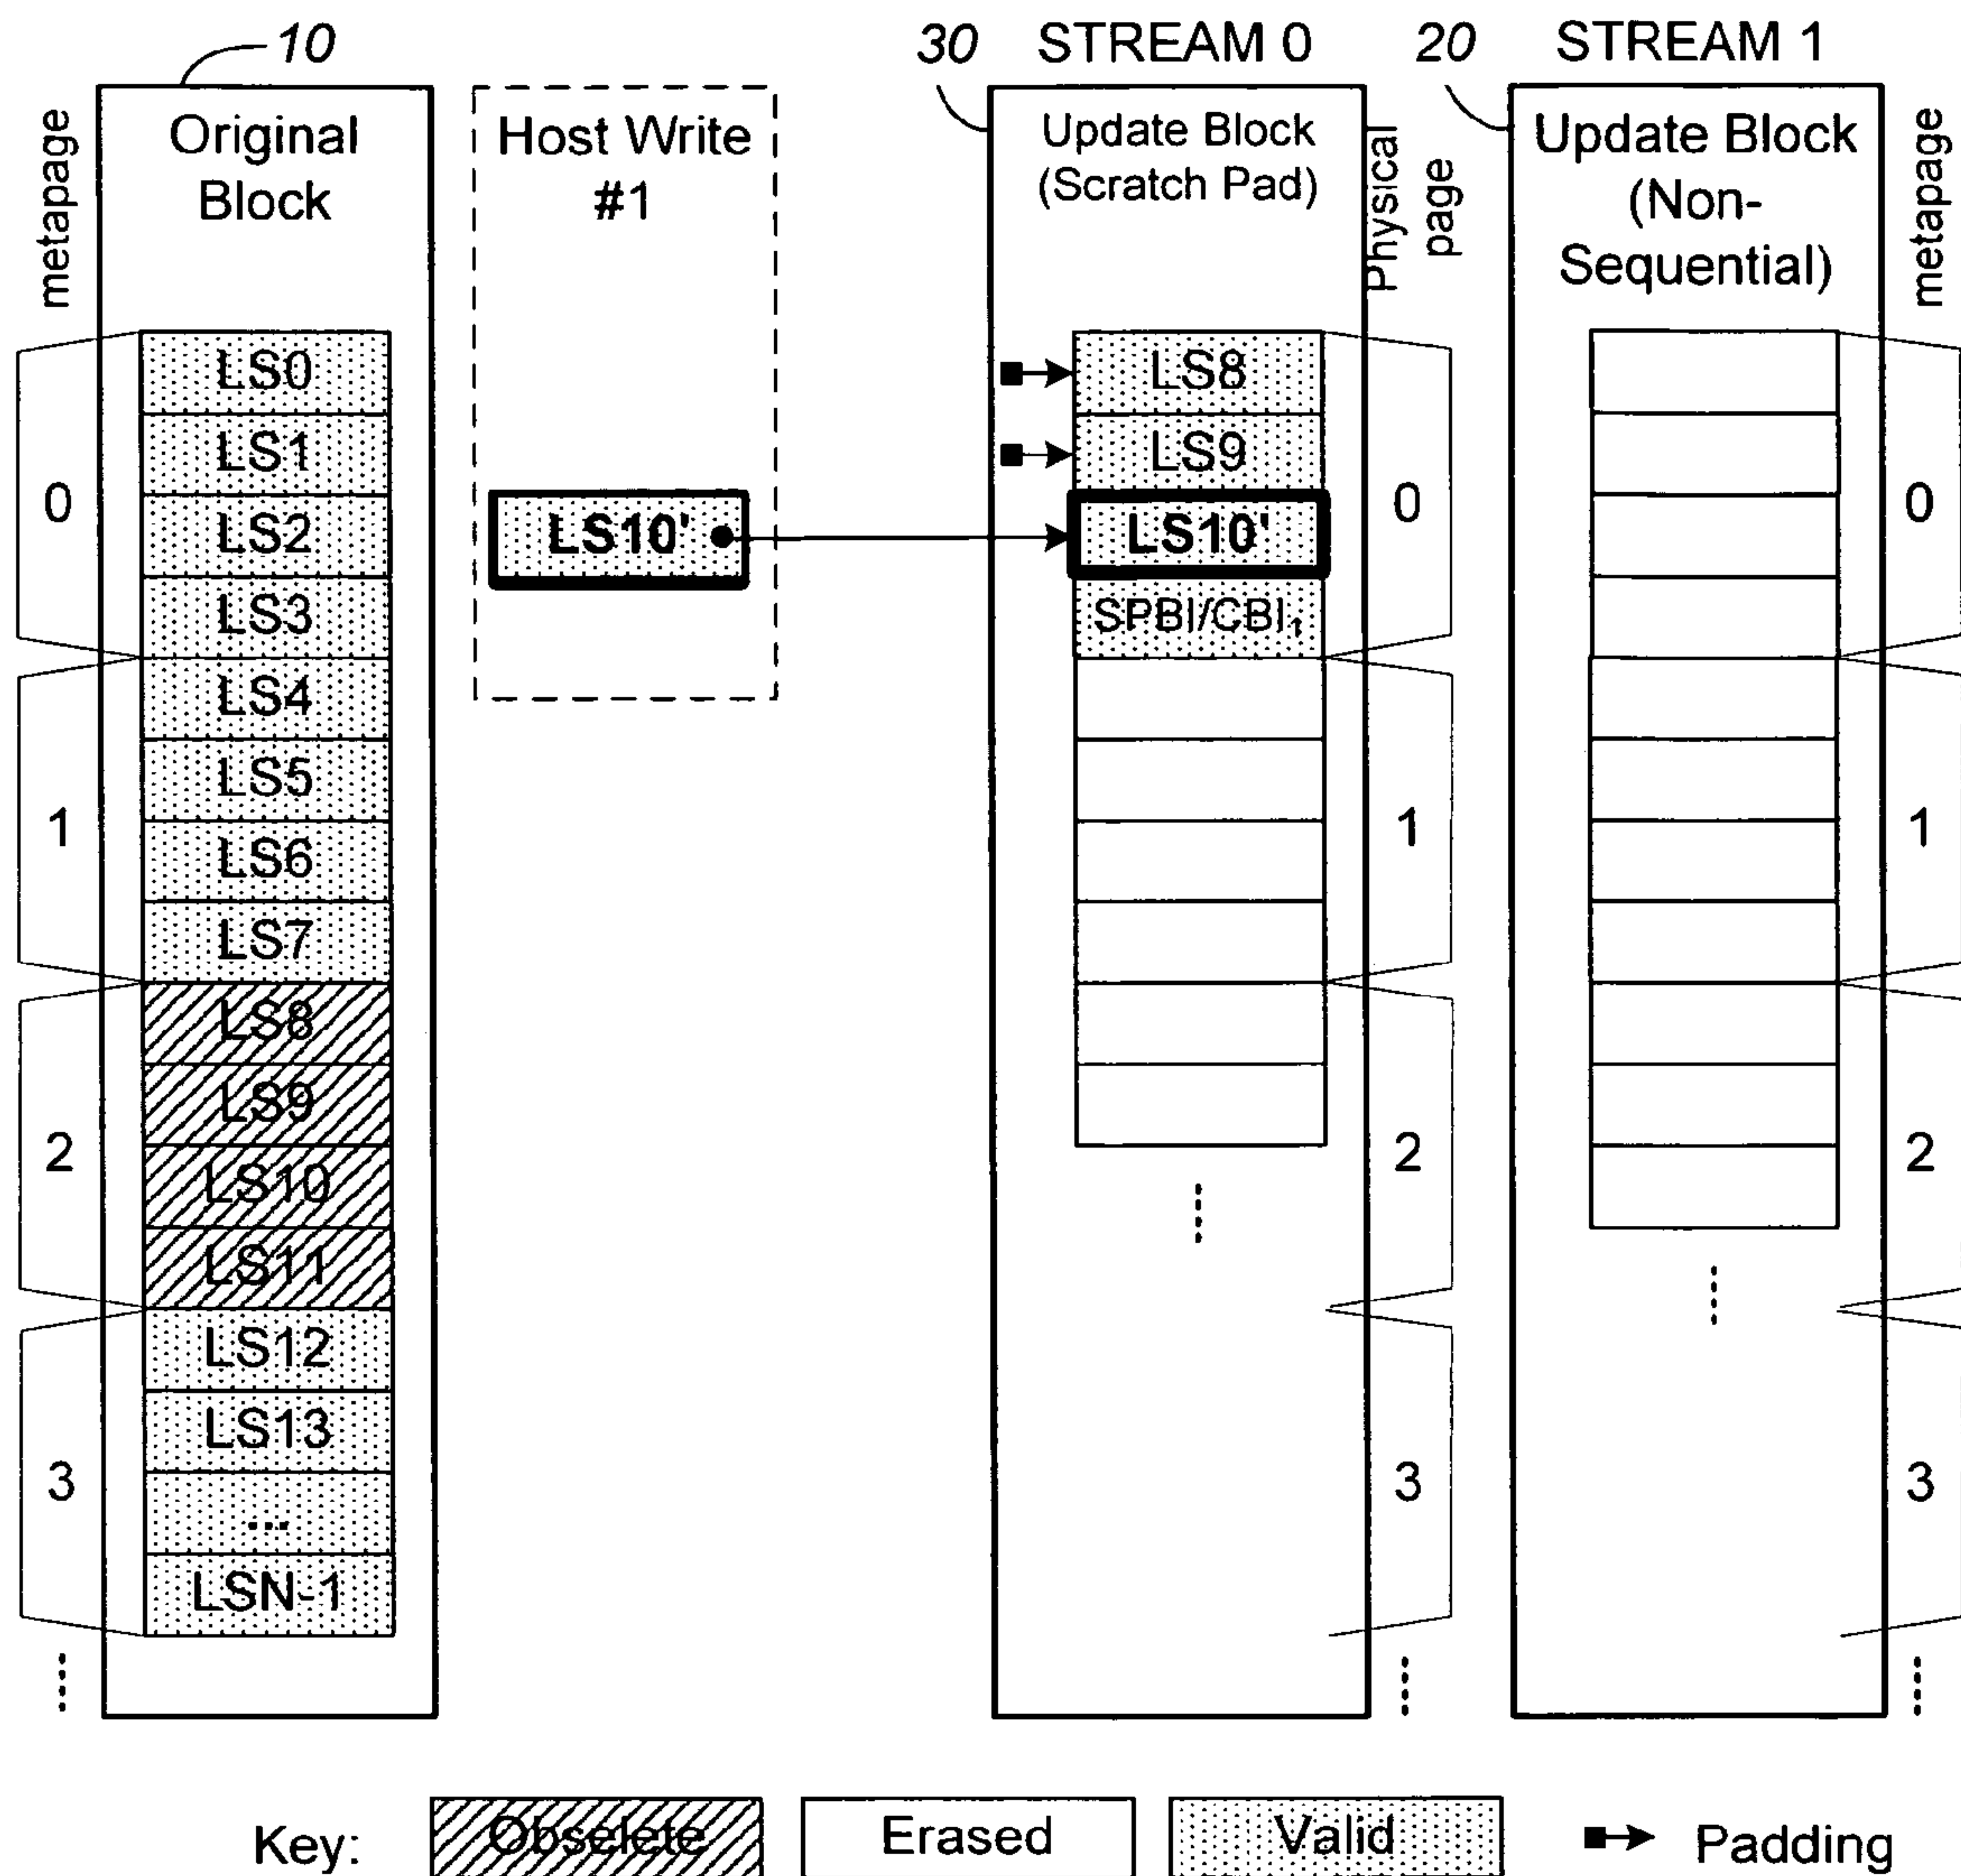 10
30
STREAM 0
20
STREAM 1
metapage
Original
Block
Host Write
#1
Update Block
(Scratch Pad)
Physical
page
Update Block
(Non-
Sequential)
metapage
LS0
LS1
LS2
LS3
LS4
LS5
LS6
LS7
LS8
LS9
LS10
LS11
LS12
LS13
...
LSN-1
0
1
2
3
LS10'
LS8
LS9
LS10'
SPBI/CBI1
0
1
2
3
0
1
2
3
Key:
Obselete
Erased
Valid
Padding